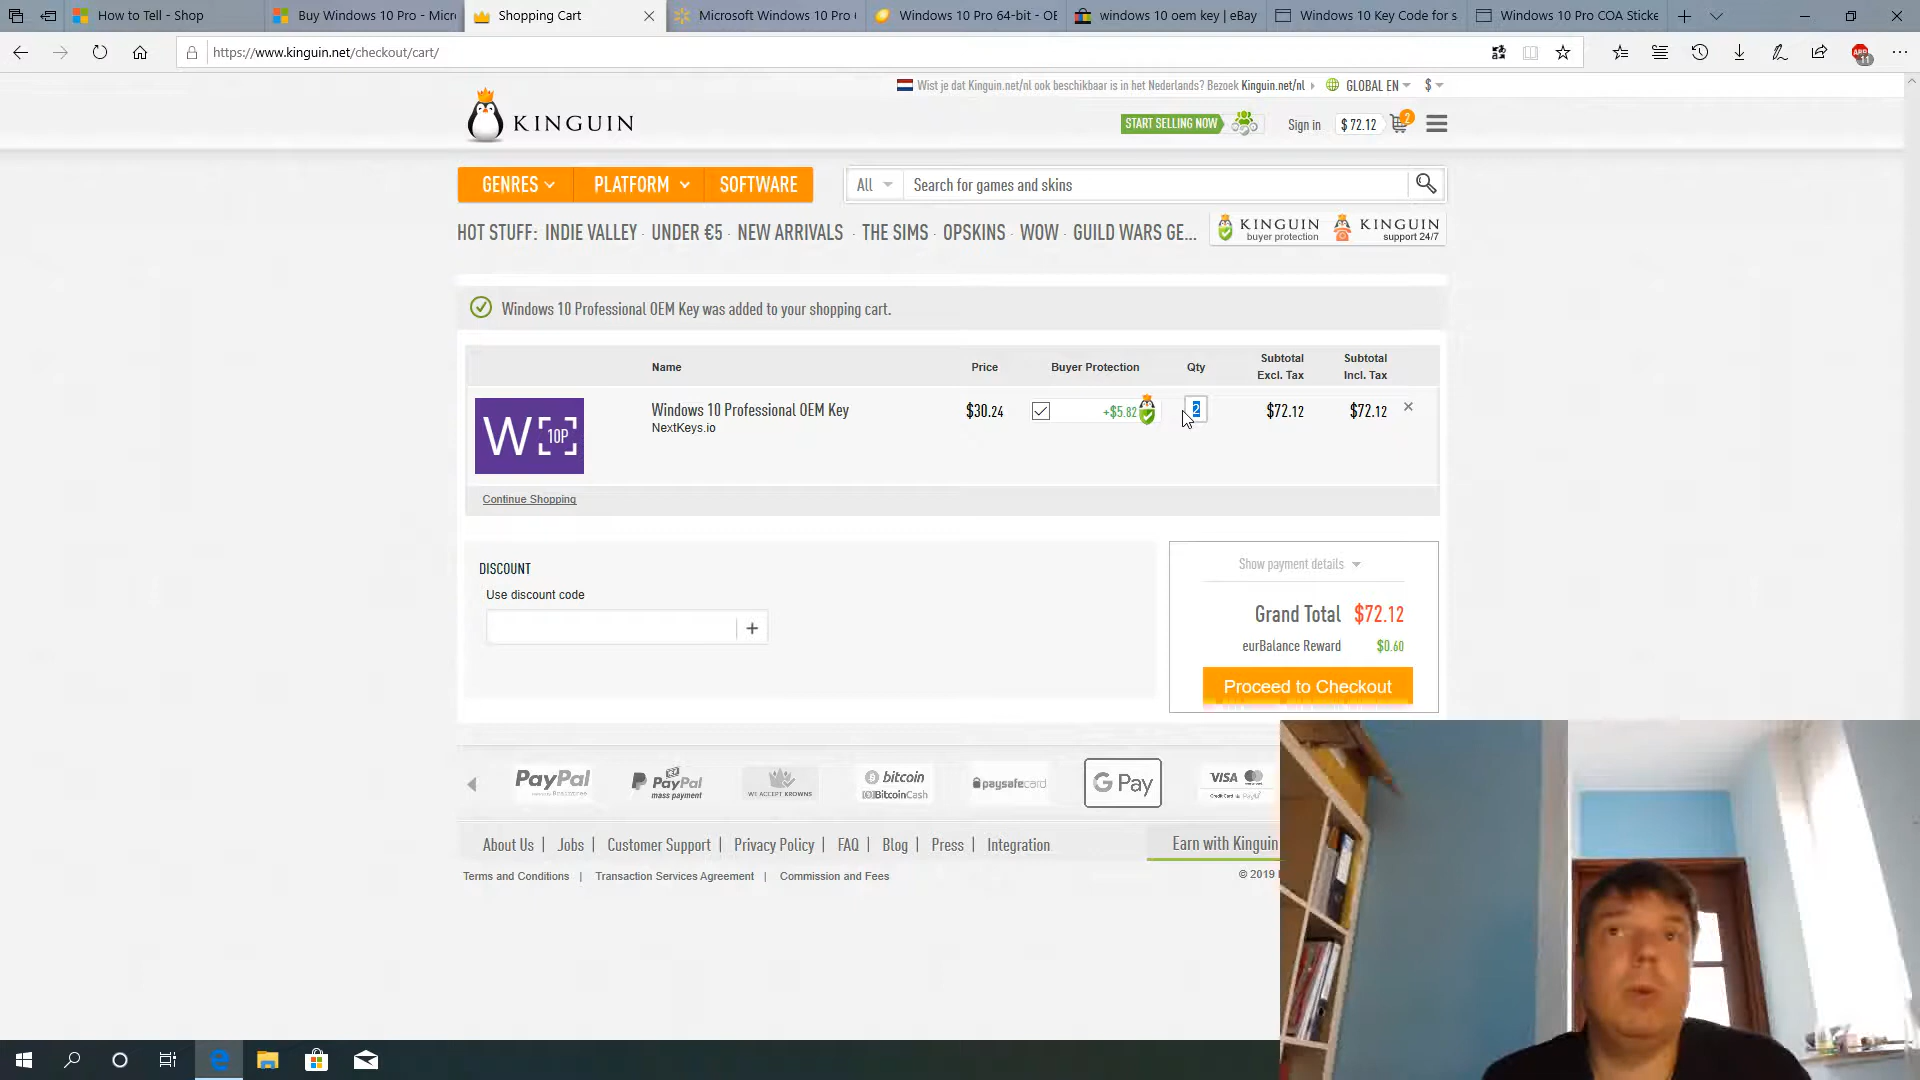 How to Tell - Shop
Buy Windows 10 Pro - Micr
Shopping Cart
Microsoft Windows 10 Pro
Windows 10 Pro 64-bit - OE
windows 10 oem key | eBay
Windows 10 Key Code for s
Windows 10 Pro COA Sticke
https://www.kinguin.net/checkout/cart/
ABP
11
Wist je dat Kinguin.net/nl ook beschikbaar is in het Nederlands? Bezoek Kinguin.net/nl
GLOBAL EN
$
KINGUIN
START SELLING NOW
Sign in
$ 72.12
2
GENRES
PLATFORM
SOFTWARE
All
Search for games and skins
HOT STUFF: INDIE VALLEY · UNDER €5 · NEW ARRIVALS · THE SIMS · OPSKINS · WOW · GUILD WARS GE...
KINGUIN
buyer protection
KINGUIN
support 24/7
Windows 10 Professional OEM Key was added to your shopping cart.
Name
Price
Buyer Protection
Qty
Subtotal
Excl. Tax
Subtotal
Incl. Tax
W 10P
Windows 10 Professional OEM Key
NextKeys.io
$30.24
+$5.82
2
$72.12
$72.12
Continue Shopping
DISCOUNT
Use discount code
+
Show payment details
Grand Total $72.12
eurBalance Reward $0.60
Proceed to Checkout
PayPal
PayPal
mass payment
WE ACCEPT KROWNS
bitcoin
BitcoinCash
paysafecard
G Pay
VISA
About Us | Jobs | Customer Support | Privacy Policy | FAQ | Blog | Press | Integration
Earn with Kinguin
Terms and Conditions | Transaction Services Agreement | Commission and Fees
© 2019